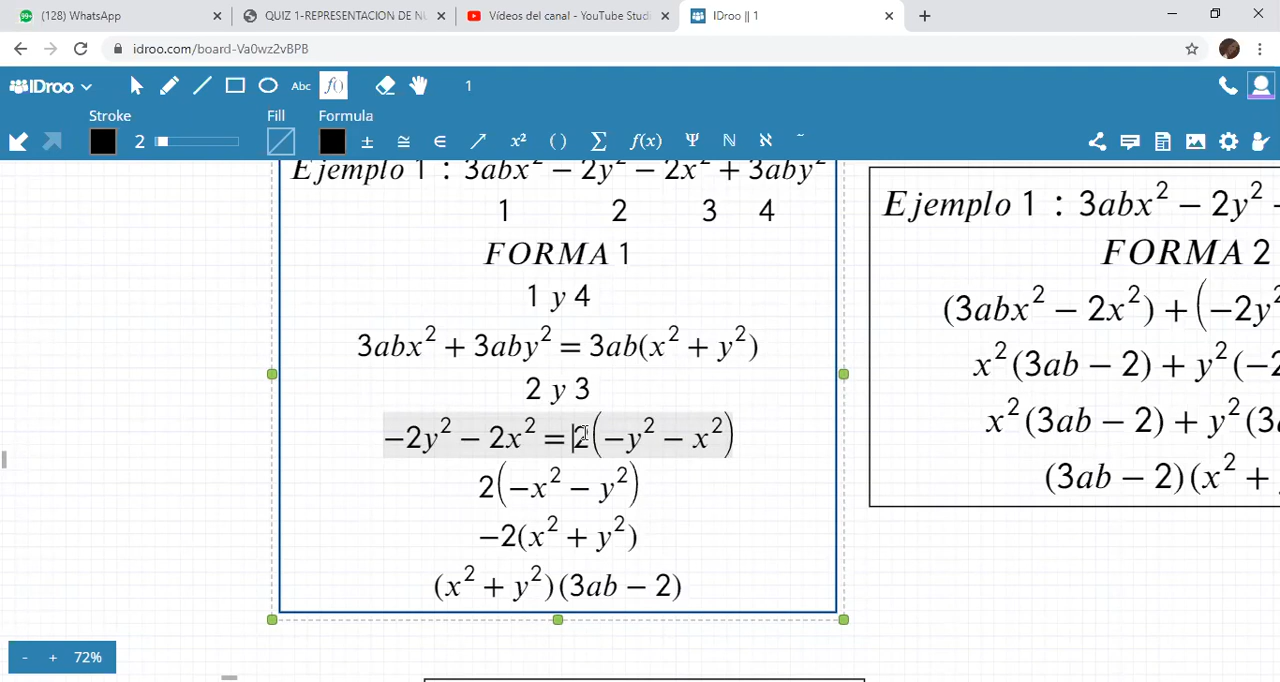 (128) WhatsApp
QUIZ 1-REPRESENTACION DE NU
Vídeos del canal - YouTube Studi
IDroo || 1
idroo.com/board-Va0wz2vBPB
IDroo
Abc
f()
1
Stroke
Fill
Formula
2
± ≅ ∈ x² ( ) ∑ f(x) Ψ ℕ ℵ ~
Ejemplo 1 : 3abx² − 2y² − 2x² + 3aby²
1 2 3 4
FORMA 1
1 y 4
3abx² + 3aby² = 3ab(x² + y²)
2 y 3
−2y² − 2x² = 2(−y² − x²)
2(−x² − y²)
−2(x² + y²)
(x² + y²)(3ab − 2)
Ejemplo 1 : 3abx² − 2y²
FORMA 2
(3abx² − 2x²) + (−2y²
x²(3ab − 2) + y²(−2
x²(3ab − 2) + y²(3a
(3ab − 2)(x² +
- + 72%